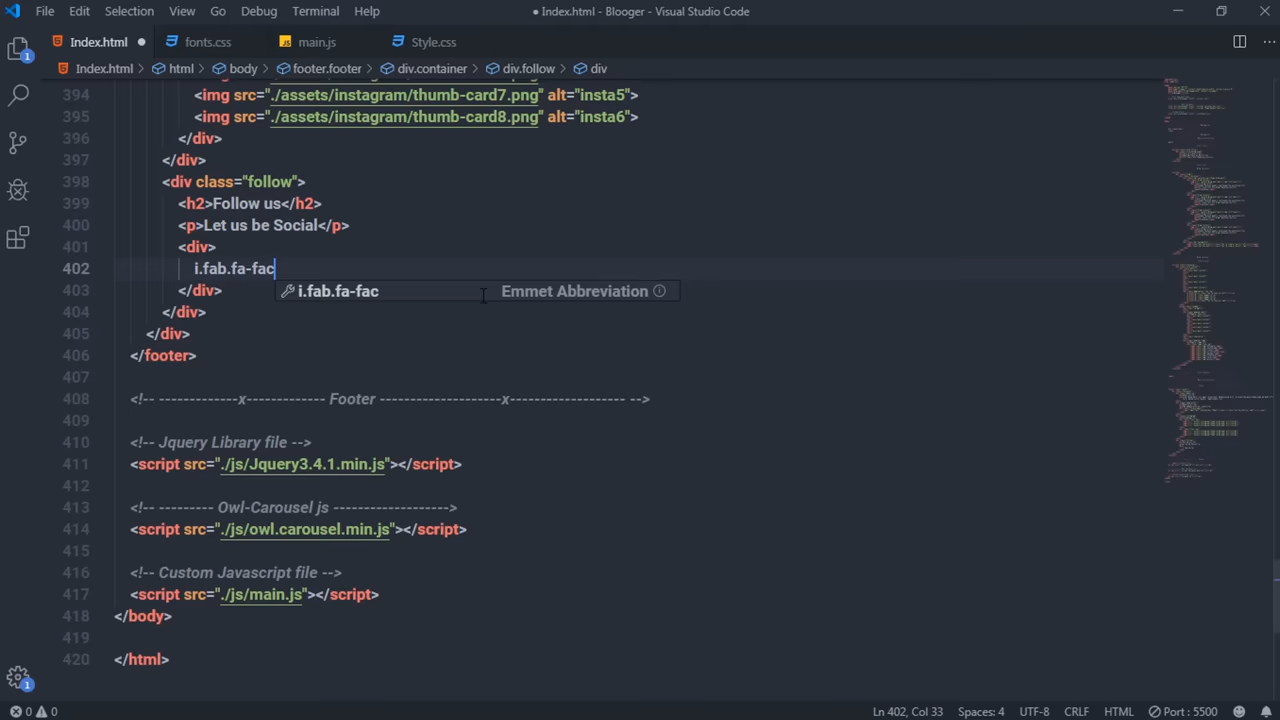 File Edit Selection View Go Debug Terminal Help ● Index.html - Blooger - Visual Studio Code
Index.html ● fonts.css JS main.js Style.css
Index.html › html › body › footer.footer › div.container › div.follow › div
394 <img src="./assets/instagram/thumb-card7.png" alt="insta5">
395 <img src="./assets/instagram/thumb-card8.png" alt="insta6">
396 </div>
397 </div>
398 <div class="follow">
399 <h2>Follow us</h2>
400 <p>Let us be Social</p>
401 <div>
402 i.fab.fa-fac
i.fab.fa-fac Emmet Abbreviation
403 </div>
404 </div>
405 </div>
406 </footer>
407
408 <!-- -------------x------------- Footer --------------------x------------------- -->
409
410 <!-- Jquery Library file -->
411 <script src="./js/Jquery3.4.1.min.js"></script>
412
413 <!-- --------- Owl-Carousel js ------------------->
414 <script src="./js/owl.carousel.min.js"></script>
415
416 <!-- Custom Javascript file -->
417 <script src="./js/main.js"></script>
418 </body>
419
420 </html>
1
1
0 0 Ln 402, Col 33 Spaces: 4 UTF-8 CRLF HTML Port : 5500